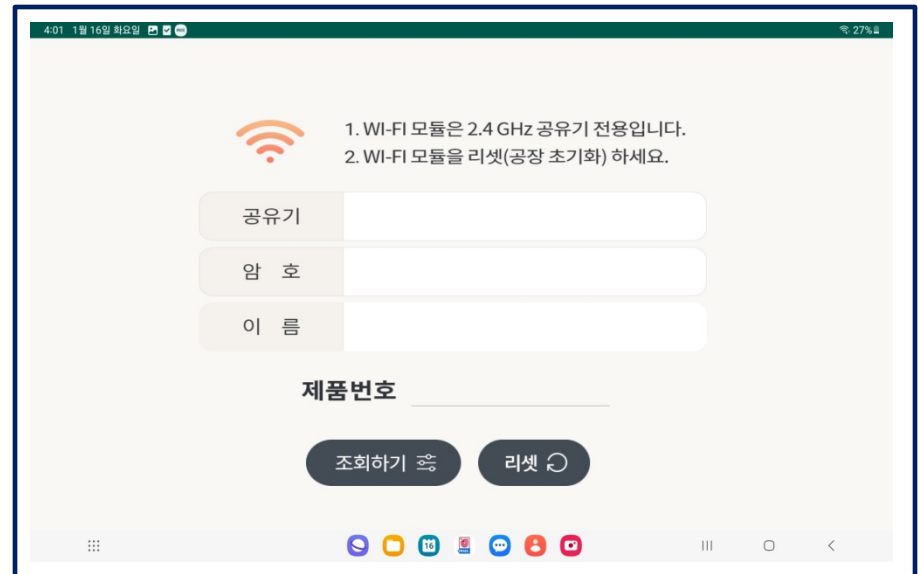 4:01 1월 16일 화요일
27%
1. WI-FI 모듈은 2.4 GHz 공유기 전용입니다.
2. WI-FI 모듈을 리셋(공장 초기화) 하세요.
공유기
암 호
이 름
제품번호
조회하기
리셋
16